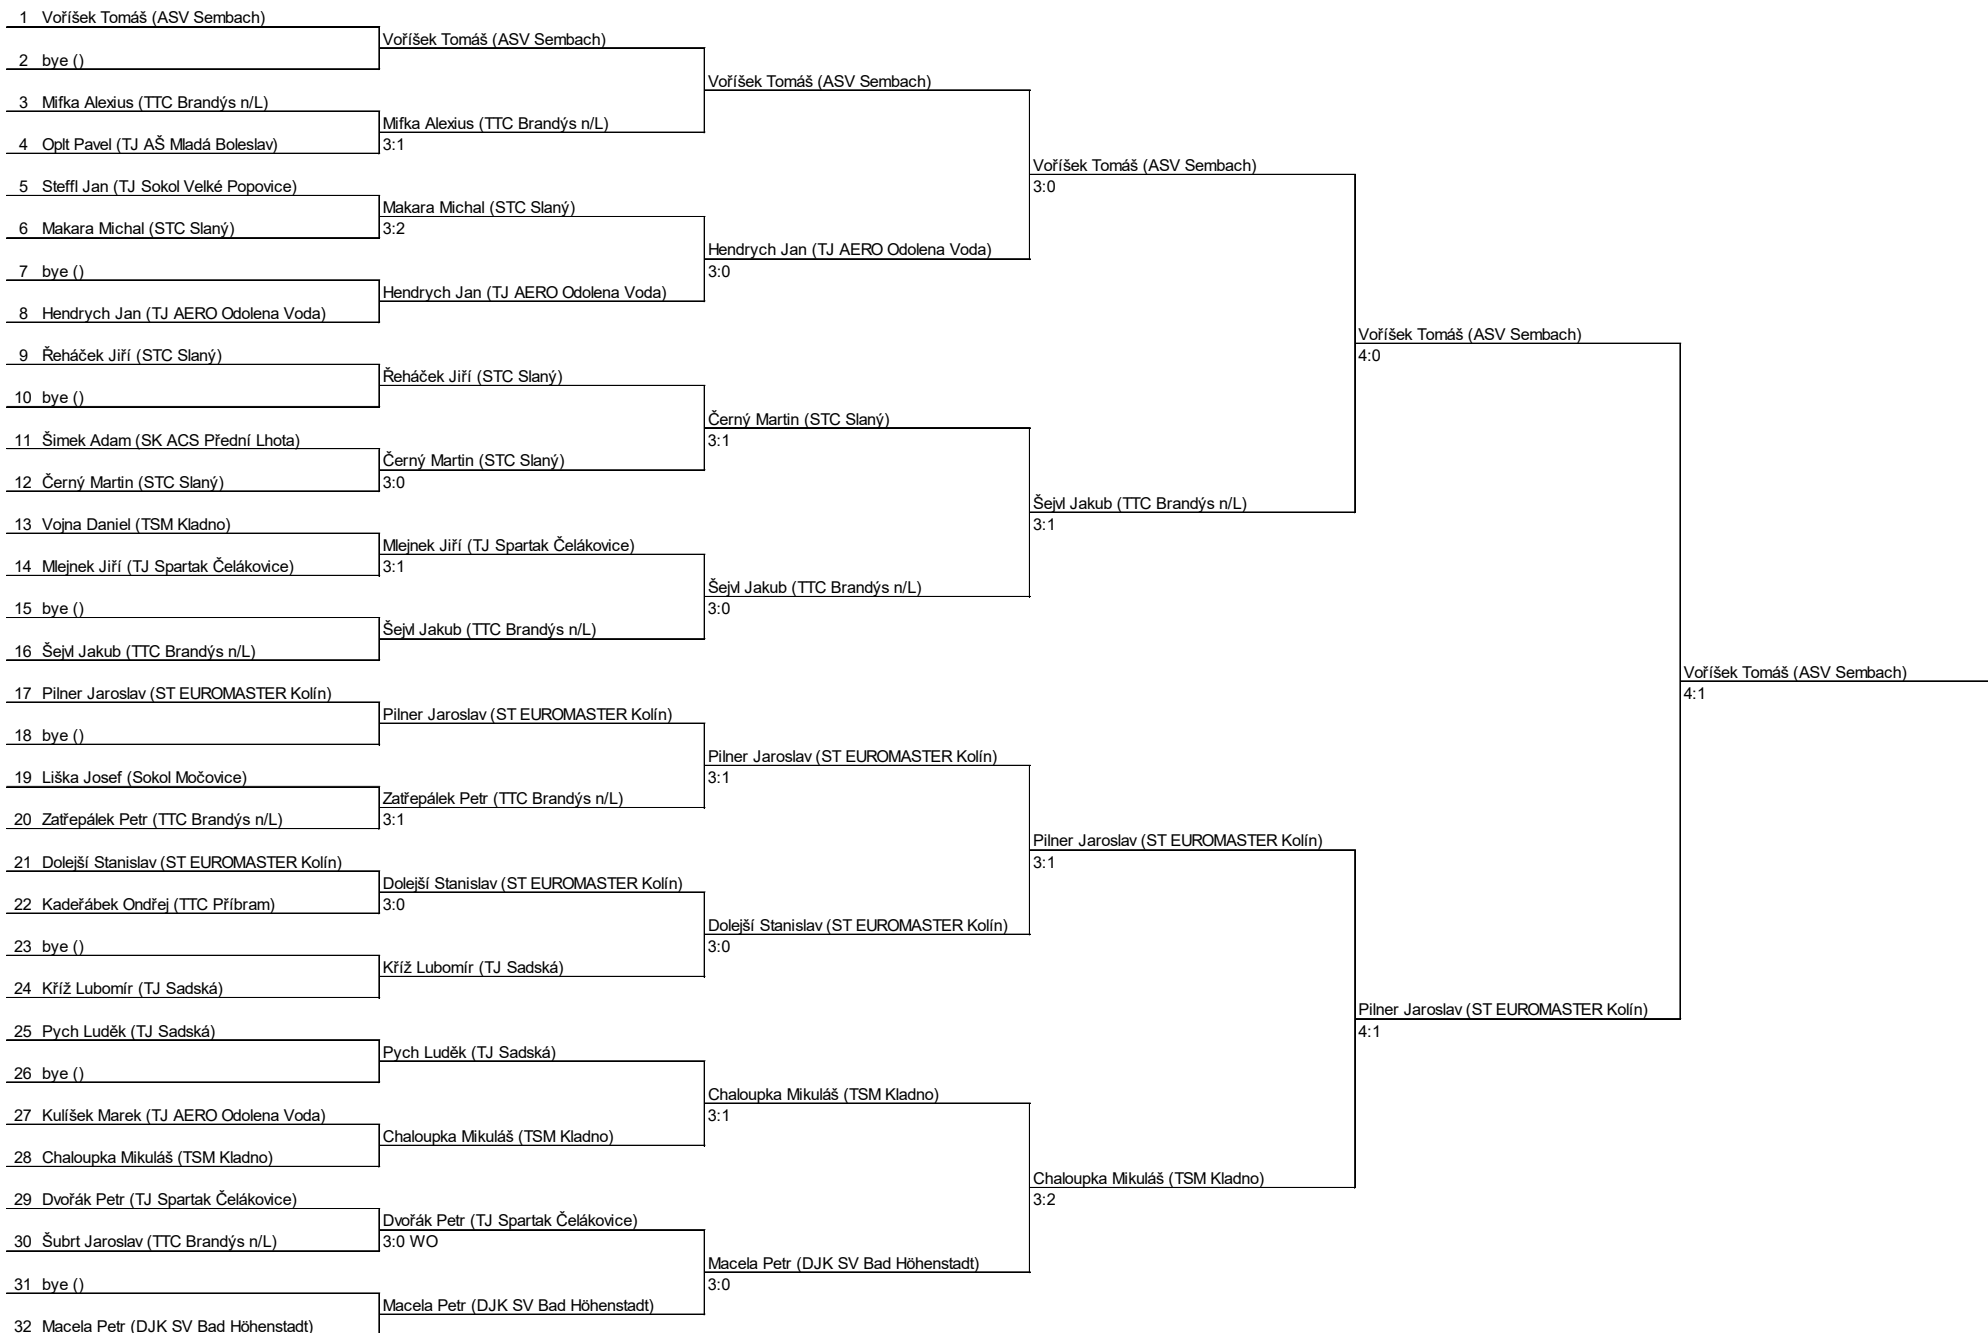 1 Voříšek Tomáš (ASV Sembach)
Voříšek Tomáš (ASV Sembach)
2 bye ()
Voříšek Tomáš (ASV Sembach)
3 Mifka Alexius (TTC Brandýs n/L)
Mifka Alexius (TTC Brandýs n/L)
4 Oplt Pavel (TJ AŠ Mladá Boleslav)
3:1
Voříšek Tomáš (ASV Sembach)
5 Steffl Jan (TJ Sokol Velké Popovice)
3:0
Makara Michal (STC Slaný)
6 Makara Michal (STC Slaný)
3:2
Hendrych Jan (TJ AERO Odolena Voda)
7 bye ()
3:0
Hendrych Jan (TJ AERO Odolena Voda)
8 Hendrych Jan (TJ AERO Odolena Voda)
Voříšek Tomáš (ASV Sembach)
9 Řeháček Jiří (STC Slaný)
4:0
Řeháček Jiří (STC Slaný)
10 bye ()
Černý Martin (STC Slaný)
11 Šimek Adam (SK ACS Přední Lhota)
3:1
Černý Martin (STC Slaný)
12 Černý Martin (STC Slaný)
3:0
Šejvl Jakub (TTC Brandýs n/L)
13 Vojna Daniel (TSM Kladno)
3:1
Mlejnek Jiří (TJ Spartak Čelákovice)
14 Mlejnek Jiří (TJ Spartak Čelákovice)
3:1
Šejvl Jakub (TTC Brandýs n/L)
15 bye ()
3:0
Šejvl Jakub (TTC Brandýs n/L)
16 Šejvl Jakub (TTC Brandýs n/L)
Voříšek Tomáš (ASV Sembach)
17 Pilner Jaroslav (ST EUROMASTER Kolín)
4:1
Pilner Jaroslav (ST EUROMASTER Kolín)
18 bye ()
Pilner Jaroslav (ST EUROMASTER Kolín)
19 Liška Josef (Sokol Močovice)
3:1
Zatřepálek Petr (TTC Brandýs n/L)
20 Zatřepálek Petr (TTC Brandýs n/L)
3:1
Pilner Jaroslav (ST EUROMASTER Kolín)
21 Dolejší Stanislav (ST EUROMASTER Kolín)
3:1
Dolejší Stanislav (ST EUROMASTER Kolín)
22 Kadeřábek Ondřej (TTC Příbram)
3:0
Dolejší Stanislav (ST EUROMASTER Kolín)
23 bye ()
3:0
Kříž Lubomír (TJ Sadská)
24 Kříž Lubomír (TJ Sadská)
Pilner Jaroslav (ST EUROMASTER Kolín)
25 Pych Luděk (TJ Sadská)
4:1
Pych Luděk (TJ Sadská)
26 bye ()
Chaloupka Mikuláš (TSM Kladno)
27 Kulíšek Marek (TJ AERO Odolena Voda)
3:1
Chaloupka Mikuláš (TSM Kladno)
28 Chaloupka Mikuláš (TSM Kladno)
Chaloupka Mikuláš (TSM Kladno)
29 Dvořák Petr (TJ Spartak Čelákovice)
3:2
Dvořák Petr (TJ Spartak Čelákovice)
30 Šubrt Jaroslav (TTC Brandýs n/L)
3:0 WO
Macela Petr (DJK SV Bad Höhenstadt)
31 bye ()
3:0
Macela Petr (DJK SV Bad Höhenstadt)
32 Macela Petr (DJK SV Bad Höhenstadt)